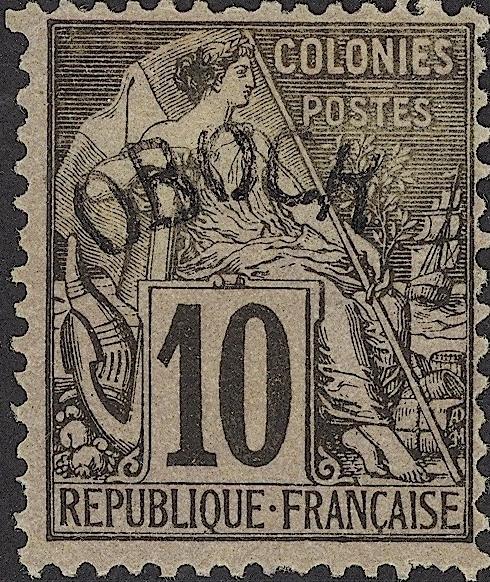 COLONIES
POSTES
OBOCK
10
REPUBLIQUE·FRANÇAISE